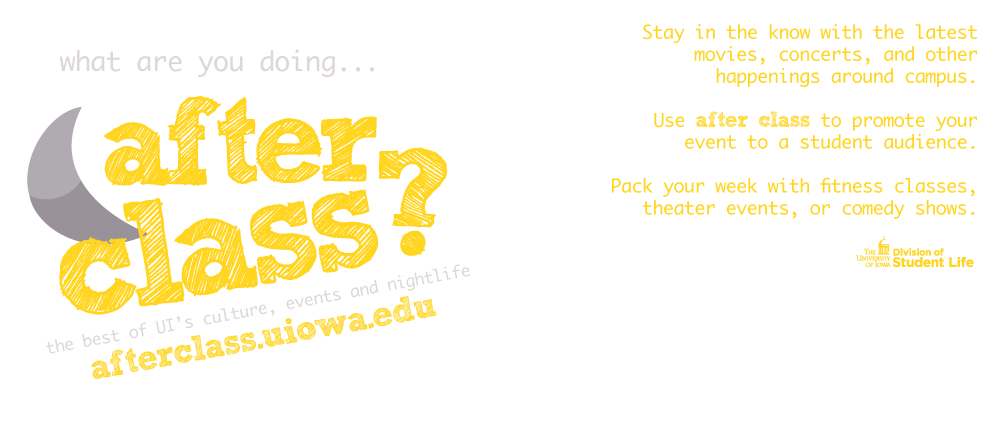 what are you doing...
after
class?
the best of UI's culture, events and nightlife
afterclass.uiowa.edu
Stay in the know with the latest
movies, concerts, and other
happenings around campus.
Use after class to promote your
event to a student audience.
Pack your week with fitness classes,
theater events, or comedy shows.
THE
UNIVERSITY
OF IOWA
Division of
Student Life